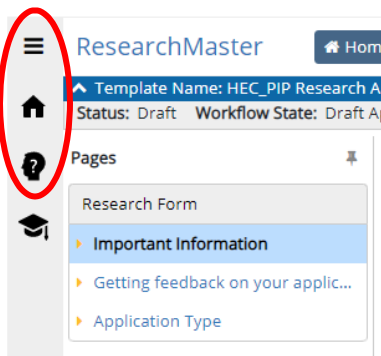 ResearchMaster
Hom
Template Name: HEC_PIP Research A
Status: Draft Workflow State: Draft A
Pages
Research Form
Important Information
Getting feedback on your applic...
Application Type